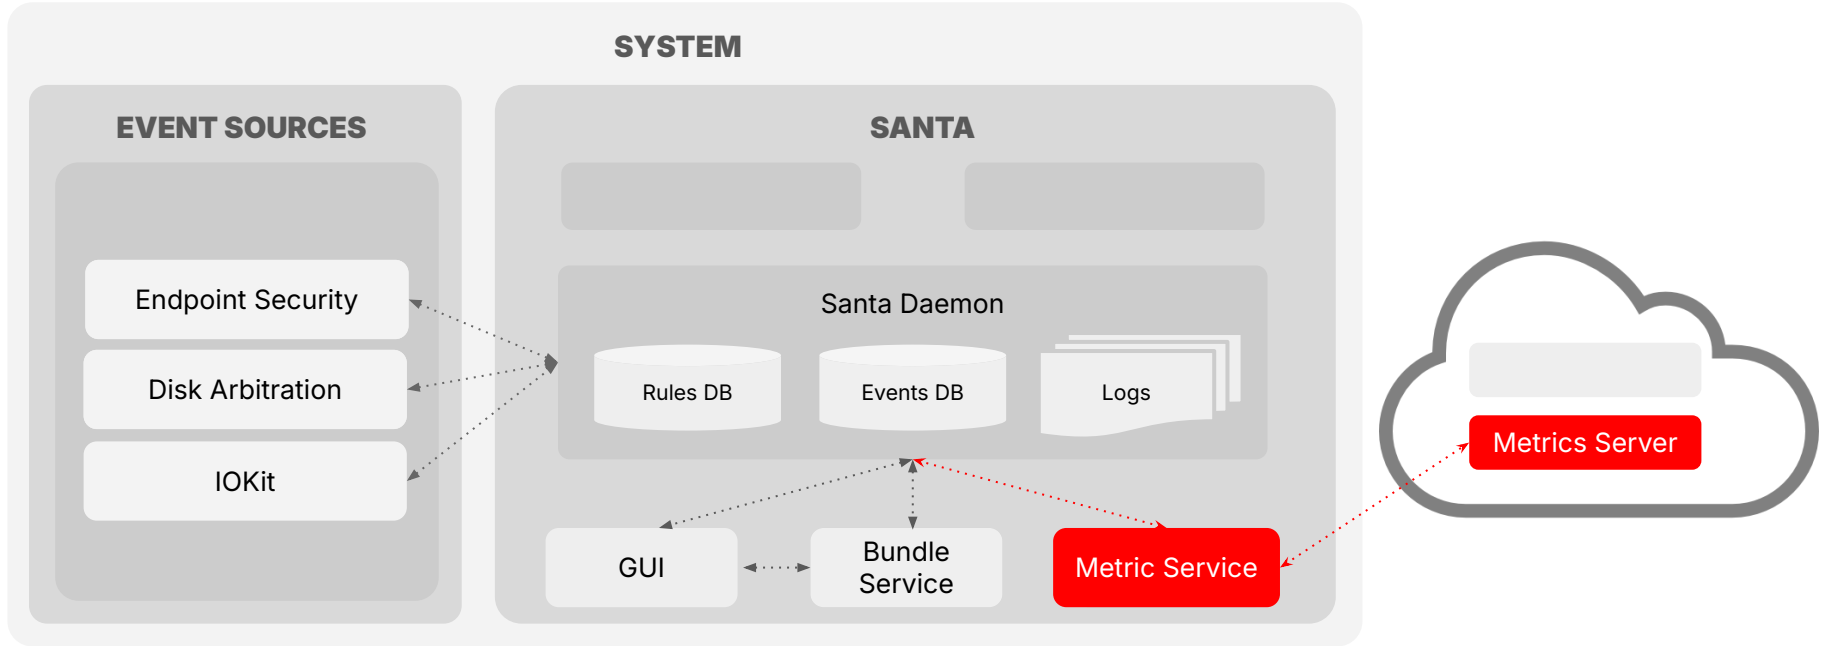 SYSTEM
EVENT SOURCES
Endpoint Security
Disk Arbitration
IOKit
SANTA
Santa Daemon
Rules DB
Events DB
Logs
GUI
Bundle
Service
Metric Service
Metrics Server